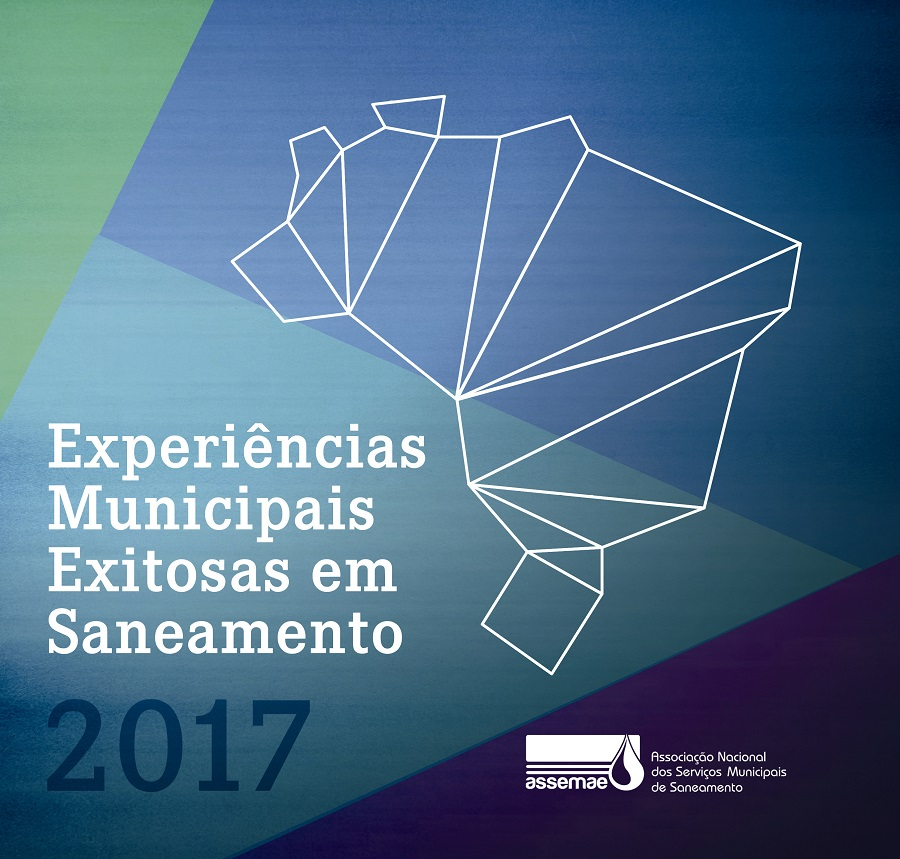 Experiências
Municipais
Exitosas em
Saneamento
2017
assemae
Associação Nacional
dos Serviços Municipais
de Saneamento